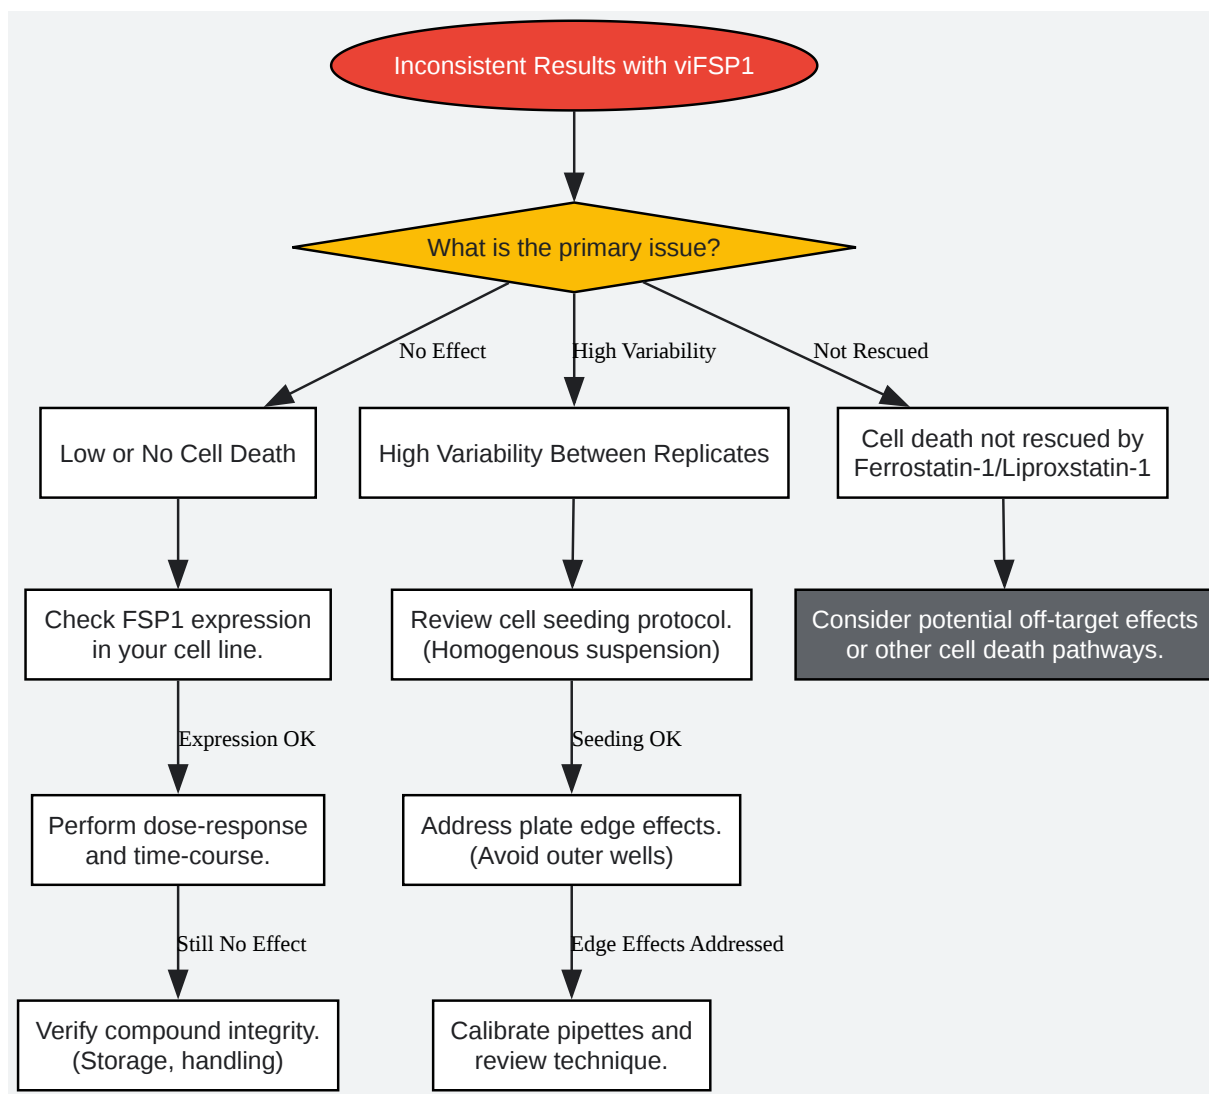 Inconsistent Results with viFSP1
What is the primary issue?
No Effect
High Variability
Not Rescued
Low or No Cell Death
High Variability Between Replicates
Cell death not rescued by
Ferrostatin-1/Liproxstatin-1
Check FSP1 expression
in your cell line.
Review cell seeding protocol.
(Homogenous suspension)
Consider potential off-target effects
or other cell death pathways.
Expression OK
Seeding OK
Perform dose-response
and time-course.
Address plate edge effects.
(Avoid outer wells)
Still No Effect
Edge Effects Addressed
Verify compound integrity.
(Storage, handling)
Calibrate pipettes and
review technique.